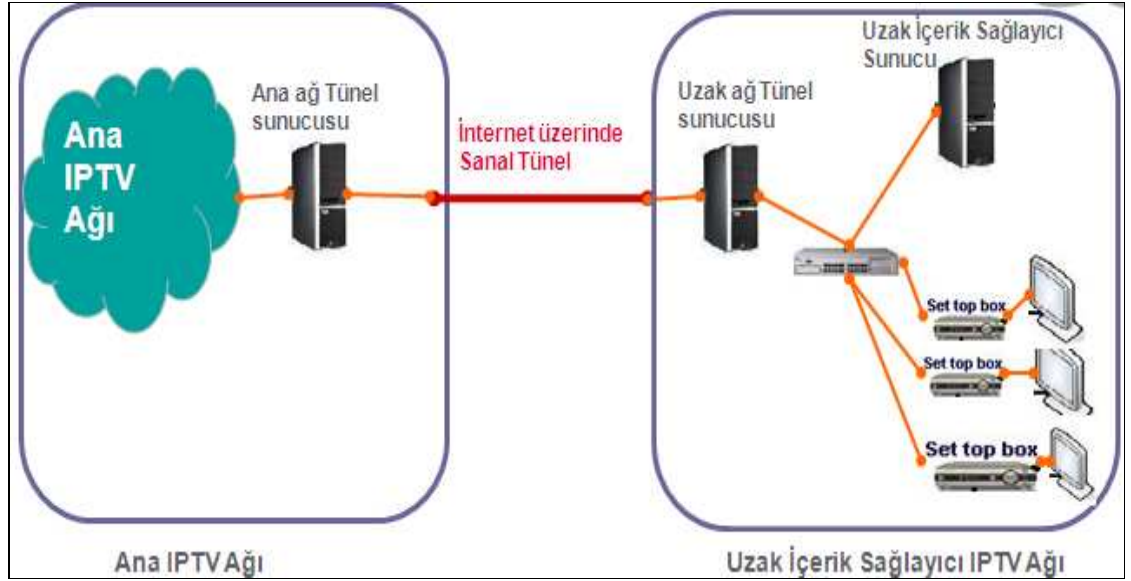 Uzak İçerik Sağlayıcı
Sunucu
Ana ağ Tünel
sunucusu
Uzak ağ Tünel
sunucusu
Ana
IPTV
Ağı
İnternet üzerinde
Sanal Tünel
Set top box
Set top box
Set top box
Ana IPTV Ağı
Uzak İçerik Sağlayıcı IPTV Ağı